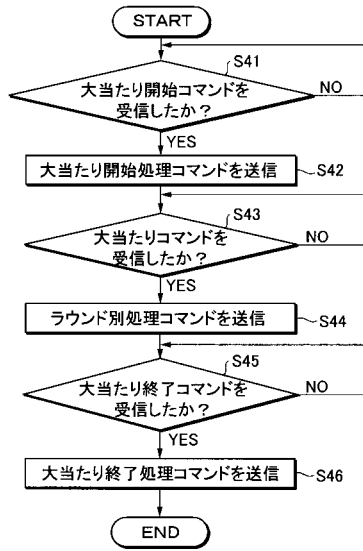 START
S41
大当たり開始コマンドを
受信したか？
NO
YES
大当たり開始処理コマンドを送信
S42
S43
大当たりコマンドを
受信したか？
NO
YES
ラウンド別処理コマンドを送信
S44
S45
大当たり終了コマンドを
受信したか？
NO
YES
大当たり終了処理コマンドを送信
S46
END